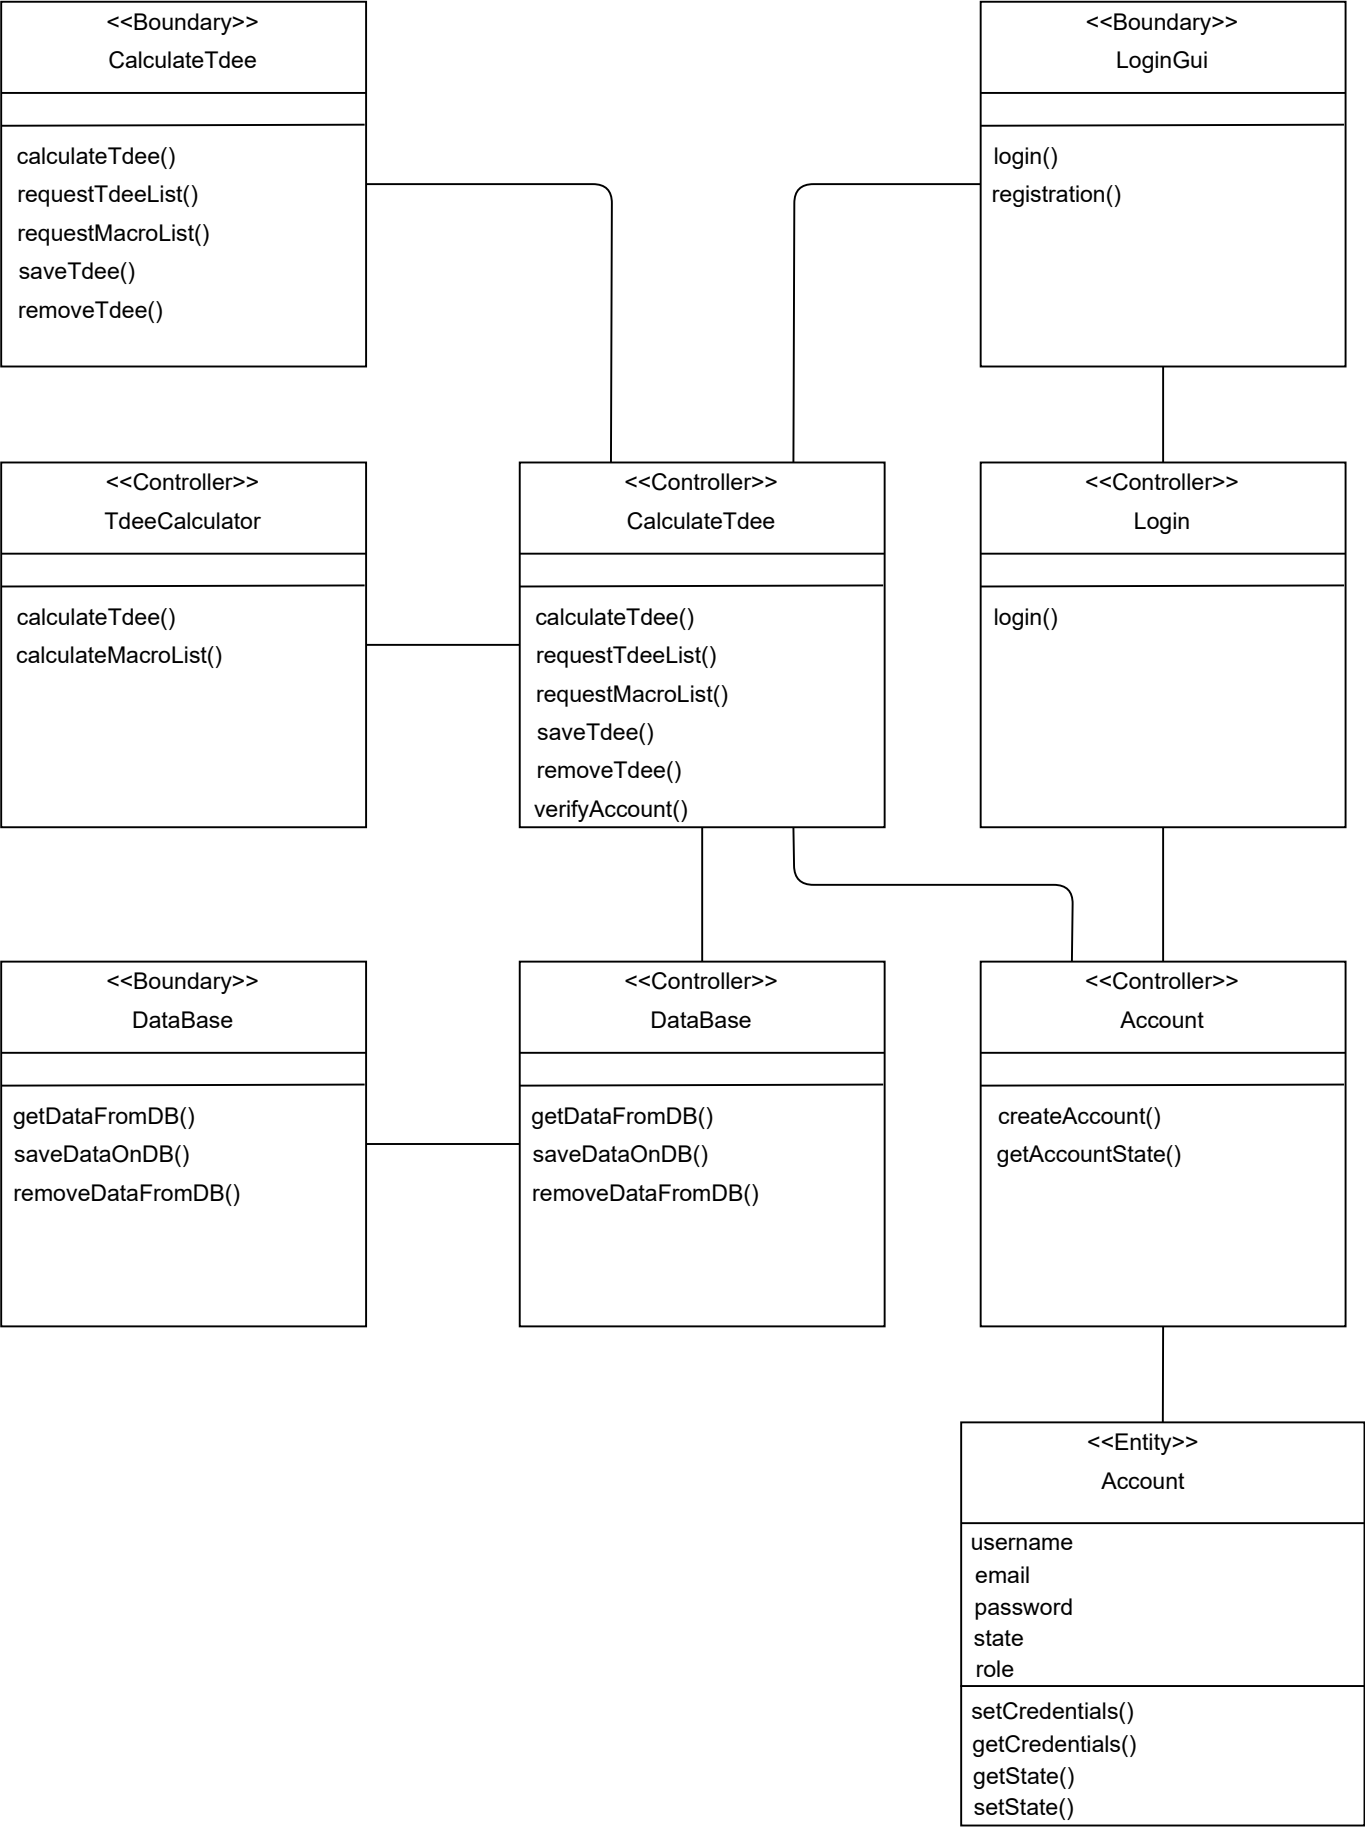 <<Boundary>>
CalculateTdee
calculateTdee()
requestTdeeList()
requestMacroList()
saveTdee()
removeTdee()
<<Boundary>>
LoginGui
login()
registration()
<<Controller>>
TdeeCalculator
calculateTdee()
calculateMacroList()
<<Controller>>
CalculateTdee
calculateTdee()
requestTdeeList()
requestMacroList()
saveTdee()
removeTdee()
verifyAccount()
<<Controller>>
Login
login()
<<Boundary>>
DataBase
getDataFromDB()
saveDataOnDB()
removeDataFromDB()
<<Controller>>
DataBase
getDataFromDB()
saveDataOnDB()
removeDataFromDB()
<<Controller>>
Account
createAccount()
getAccountState()
<<Entity>>
Account
username
email
password
state
role
setCredentials()
getCredentials()
getState()
setState()